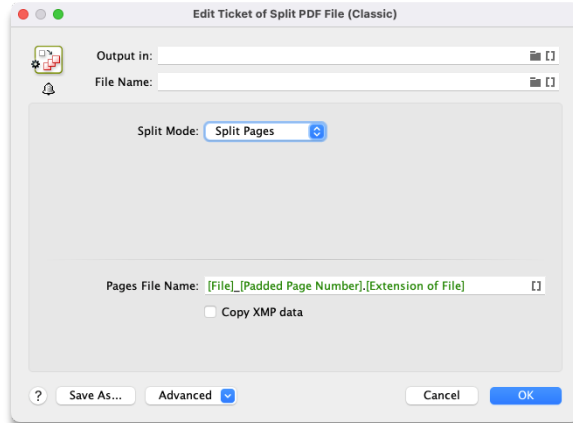 Edit Ticket of Split PDF File (Classic)
Output in:
File Name:
Split Mode: Split Pages
Pages File Name: [File]_[Padded Page Number].[Extension of File]
Copy XMP data
? Save As... Advanced Cancel OK